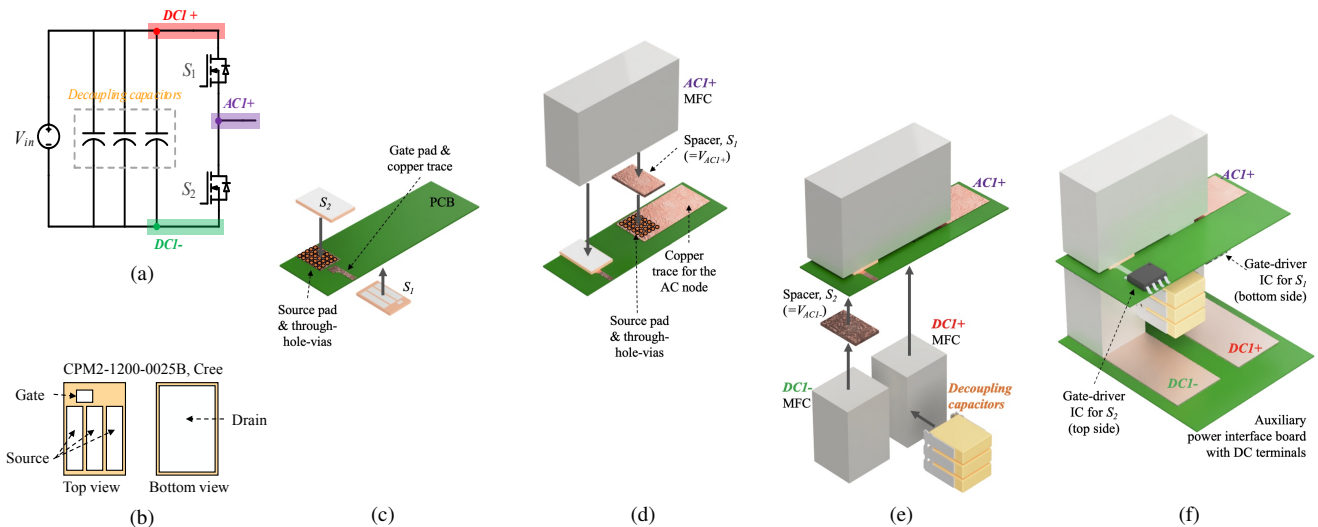 DC1+
S1
Decoupling capacitors
AC1+
Vin
S2
DC1-
(a)
CPM2-1200-0025B, Cree
Gate
Source
Drain
Top view
Bottom view
(b)
Gate pad &
copper trace
S2
PCB
S1
Source pad
& through-
hole-vias
(c)
AC1+
MFC
Spacer, S1
(=VAC1+)
Copper
trace for the
AC node
Source pad
& through-
hole-vias
(d)
AC1+
Spacer, S2
(=VAC1-)
DC1+
MFC
DC1-
MFC
Decoupling
capacitors
(e)
AC1+
Gate-driver
IC for S1
(bottom side)
DC1+
DC1-
Gate-driver
IC for S2
(top side)
Auxiliary
power interface board
with DC terminals
(f)